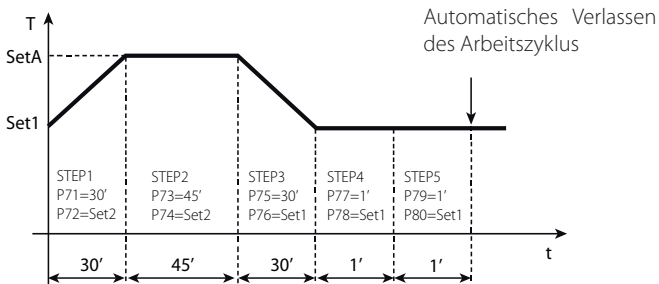 Automatisches Verlassen
des Arbeitszyklus
T
SetA
Set1
STEP1
P71=30’
P72=Set2
STEP2
P73=45’
P74=Set2
STEP3
P75=30’
P76=Set1
STEP4
P77=1’
P78=Set1
STEP5
P79=1’
P80=Set1
t
30’ 45’ 30’ 1’ 1’